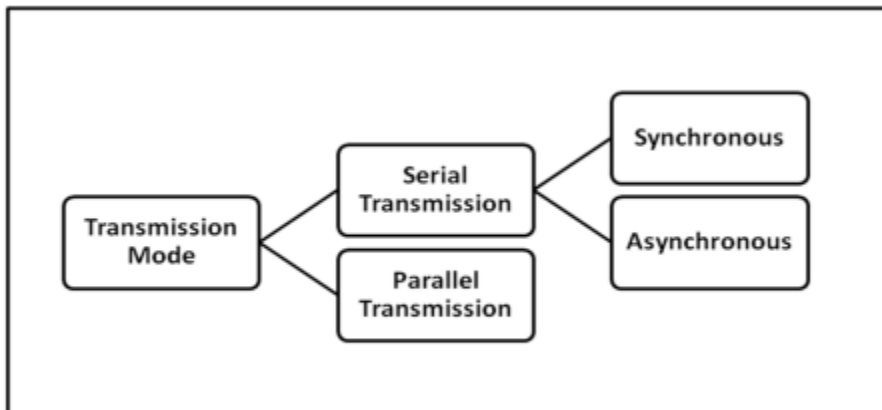 Transmission
Mode
Serial
Transmission
Parallel
Transmission
Synchronous
Asynchronous